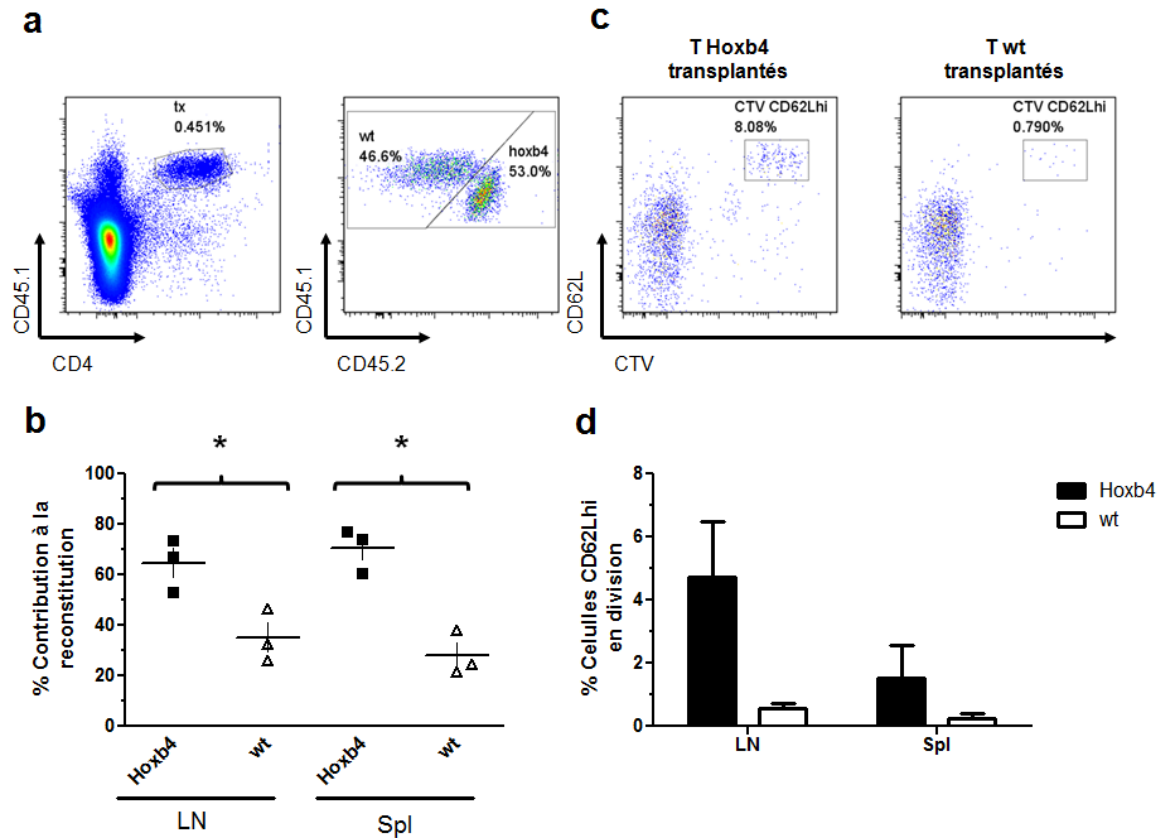 a
tx
0.451%
CD45.1
CD4
wt
46.6%
hoxb4
53.0%
CD45.1
CD45.2
c
T Hoxb4
transplantés
T wt
transplantés
CTV CD62Lhi
8.08%
CTV CD62Lhi
0.790%
CD62L
CTV
b
*
*
% Contribution à la
reconstitution
100
80
60
40
20
0
Hoxb4
wt
Hoxb4
wt
LN
Spl
d
% Celulles CD62Lhi
en division
8
6
4
2
0
LN
Spl
Hoxb4
wt